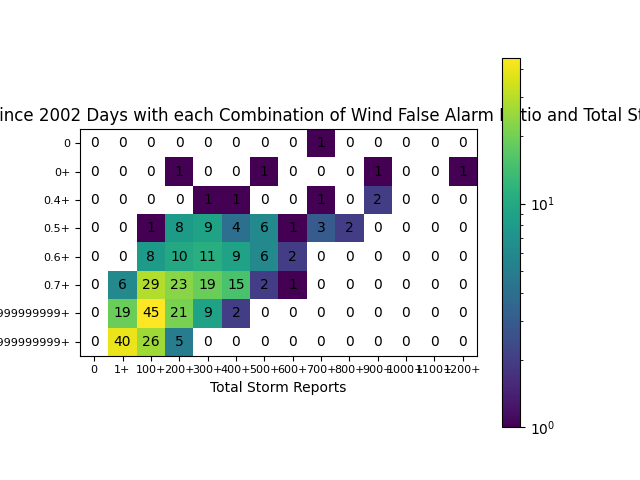 ince 2002 Days with each Combination of Wind False Alarm Ratio and Total St
0 0 0 0 0 0 0 0 0 1 0 0 0 0 0
0+ 0 0 0 1 0 0 1 0 0 0 1 0 0 1
0.4+ 0 0 0 0 1 1 0 0 1 0 2 0 0 0
0.5+ 0 0 1 8 9 4 6 1 3 2 0 0 0 0
0.6+ 0 0 8 10 11 9 6 2 0 0 0 0 0 0
0.7+ 0 6 29 23 19 15 2 1 0 0 0 0 0 0
999999999+ 0 19 45 21 9 2 0 0 0 0 0 0 0 0
999999999+ 0 40 26 5 0 0 0 0 0 0 0 0 0 0
0 1+ 100+ 200+ 300+ 400+ 500+ 600+ 700+ 800+ 900+ 1000+ 1100+ 1200+
Total Storm Reports
10¹
10⁰